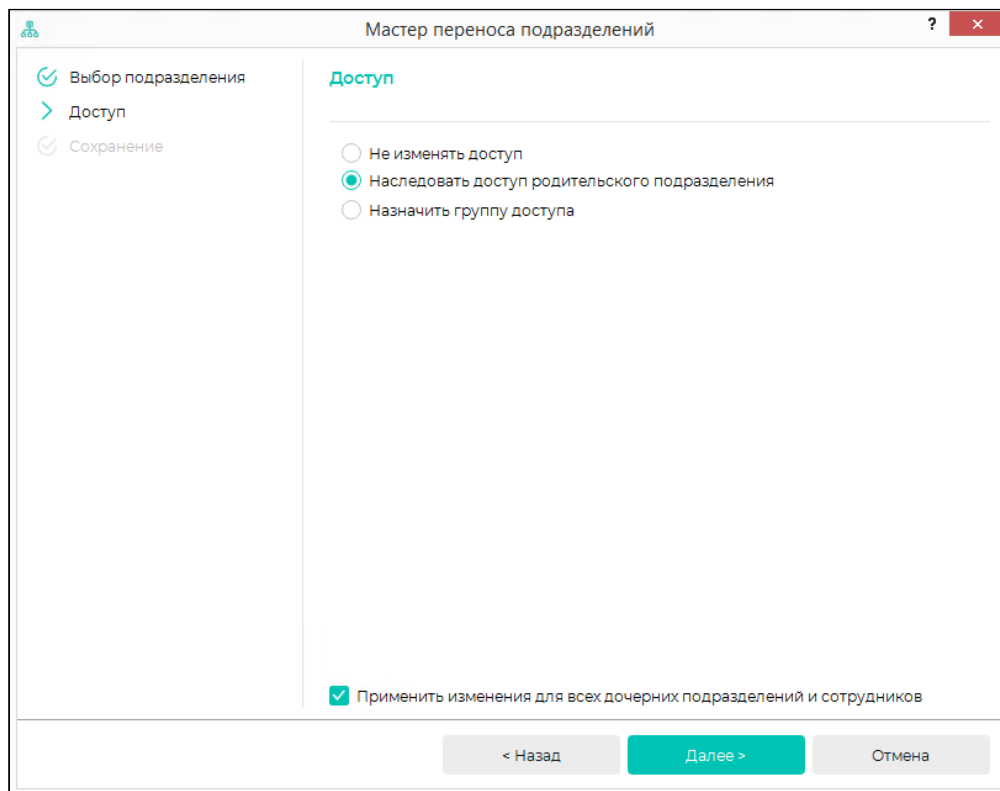 Мастер переноса подразделений
?
Выбор подразделения
Доступ
Сохранение
Доступ
Не изменять доступ
Наследовать доступ родительского подразделения
Назначить группу доступа
Применить изменения для всех дочерних подразделений и сотрудников
< Назад
Далее >
Отмена